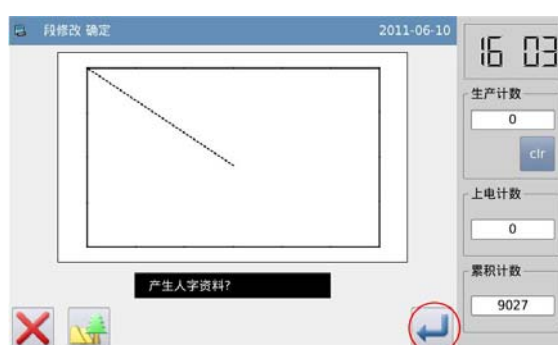 段修改 确定
2011-06-10
16 03
生产计数
0
clr
上电计数
0
累积计数
9027
产生人字资料?